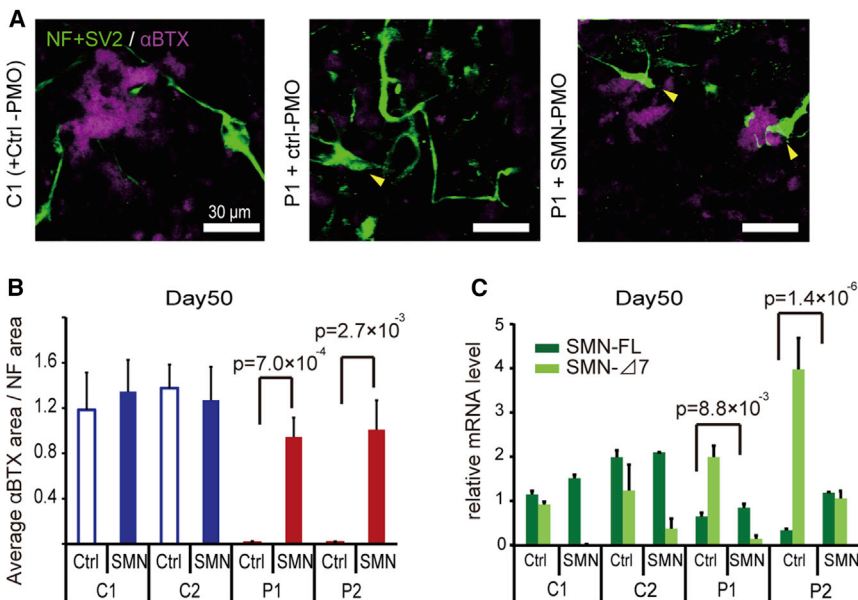 A
NF+SV2 / αBTX
C1 (+Ctrl -PMO)
30 μm
P1 + ctrl-PMO
P1 + SMN-PMO
B
Day50
Average αBTX area / NF area
1.6
1.2
0.8
0.4
p=7.0×10-4
p=2.7×10-3
Ctrl SMN Ctrl SMN Ctrl SMN Ctrl SMN
C1 C2 P1 P2
C
Day50
relative mRNA level
5
4
3
2
1
0
SMN-FL
SMN-⊿7
p=8.8×10-3
p=1.4×10-6
Ctrl SMN Ctrl SMN Ctrl SMN Ctrl SMN
C1 C2 P1 P2